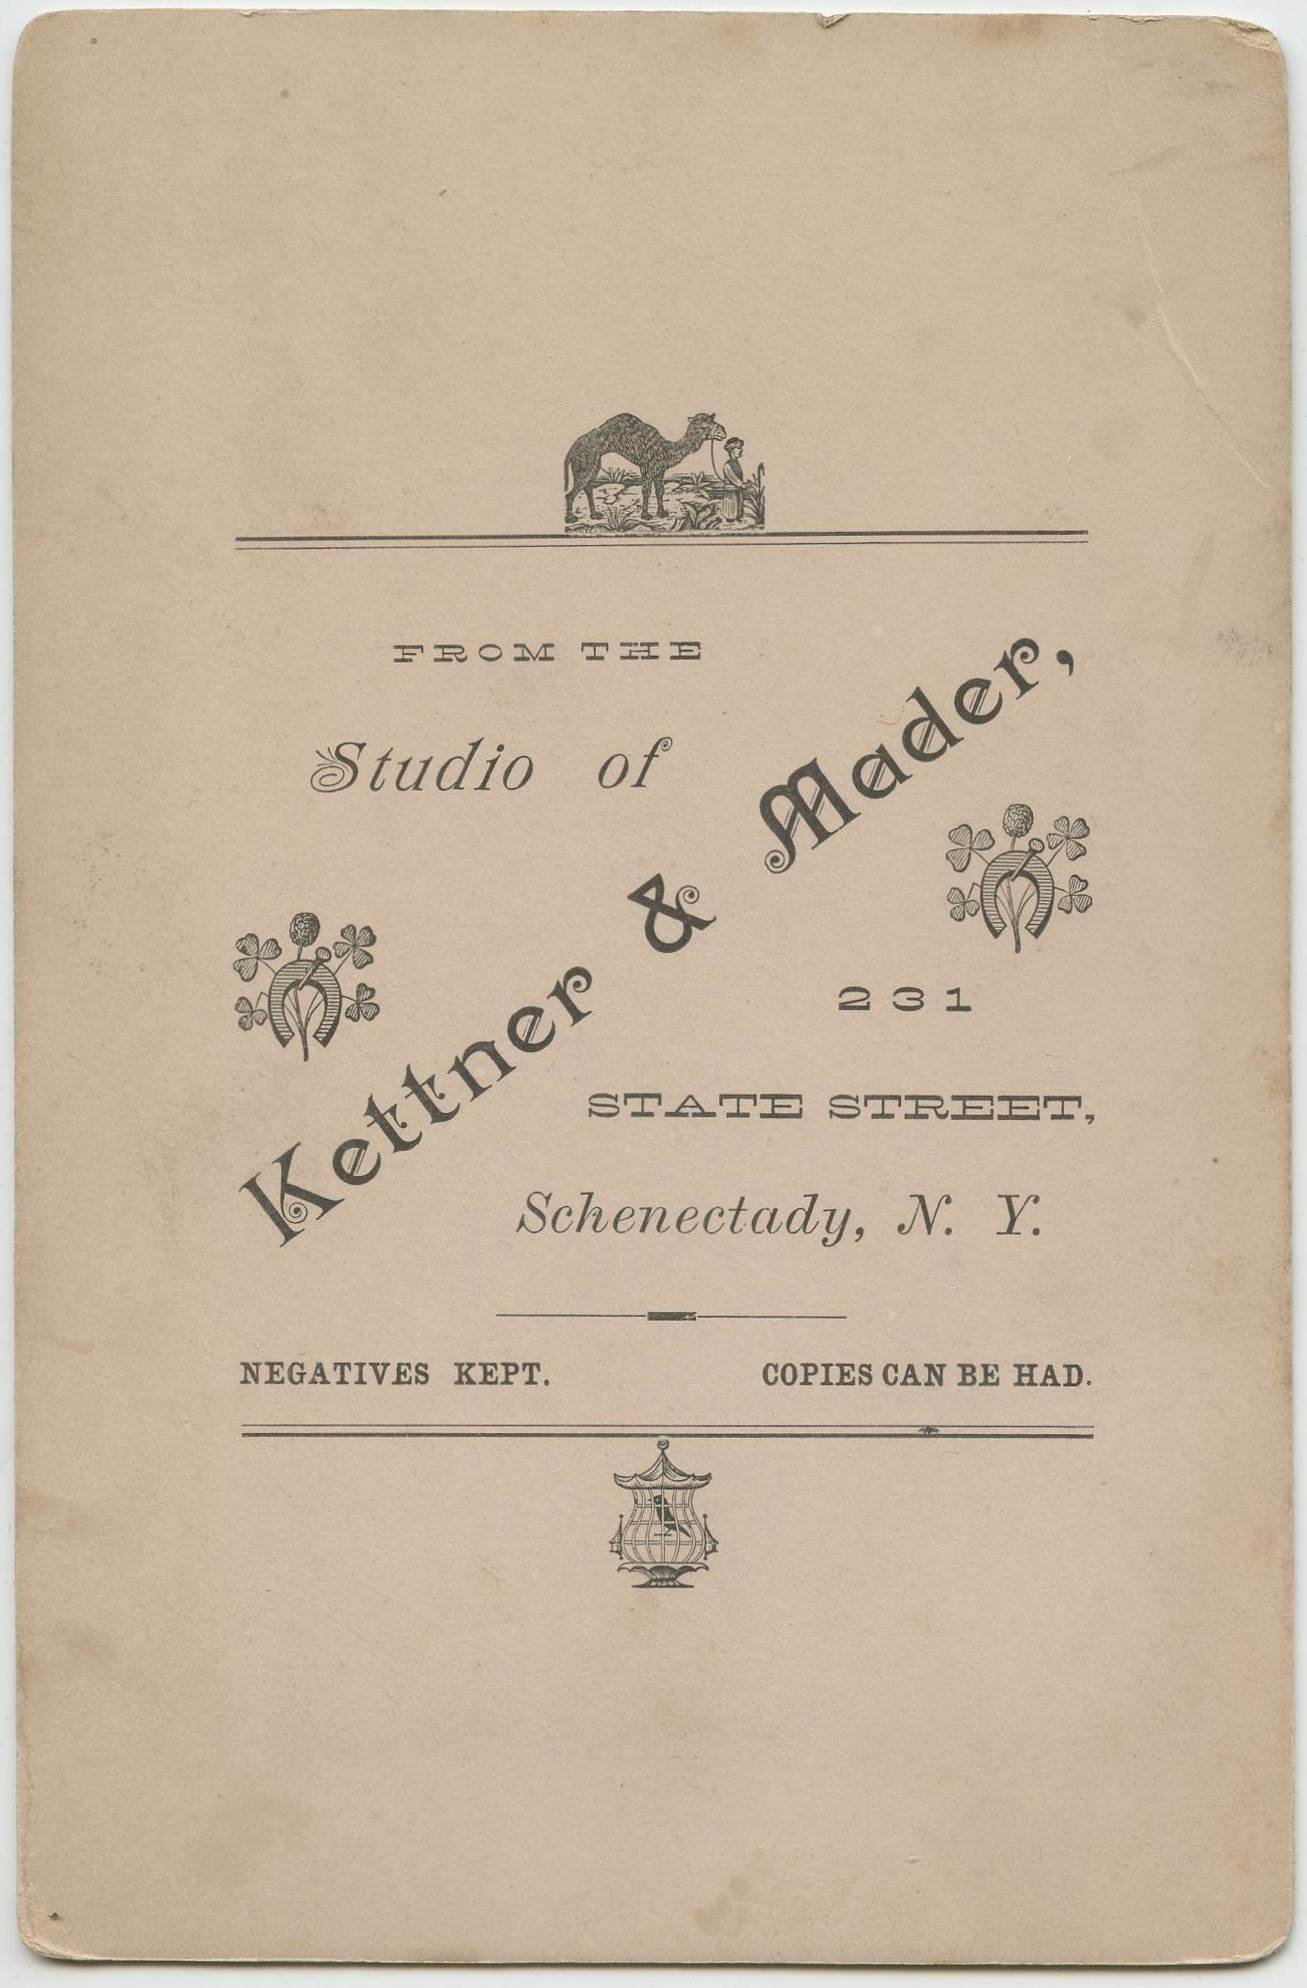 FROM THE
Studio of
Kettner & Mader,
231
STATE STREET,
Schenectady, N. Y.
NEGATIVES KEPT. COPIES CAN BE HAD.